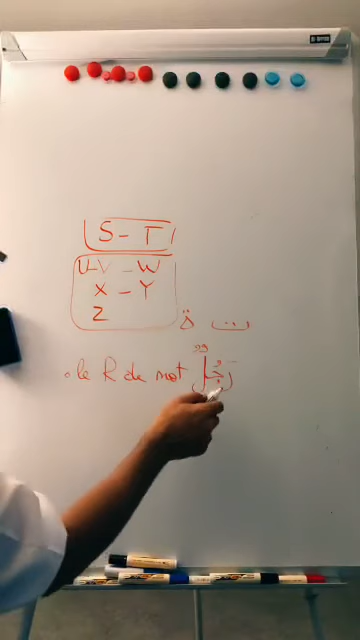 S - T
U-V - W
X - Y
Z
ة ت
. le R de mot رَجُلٌ